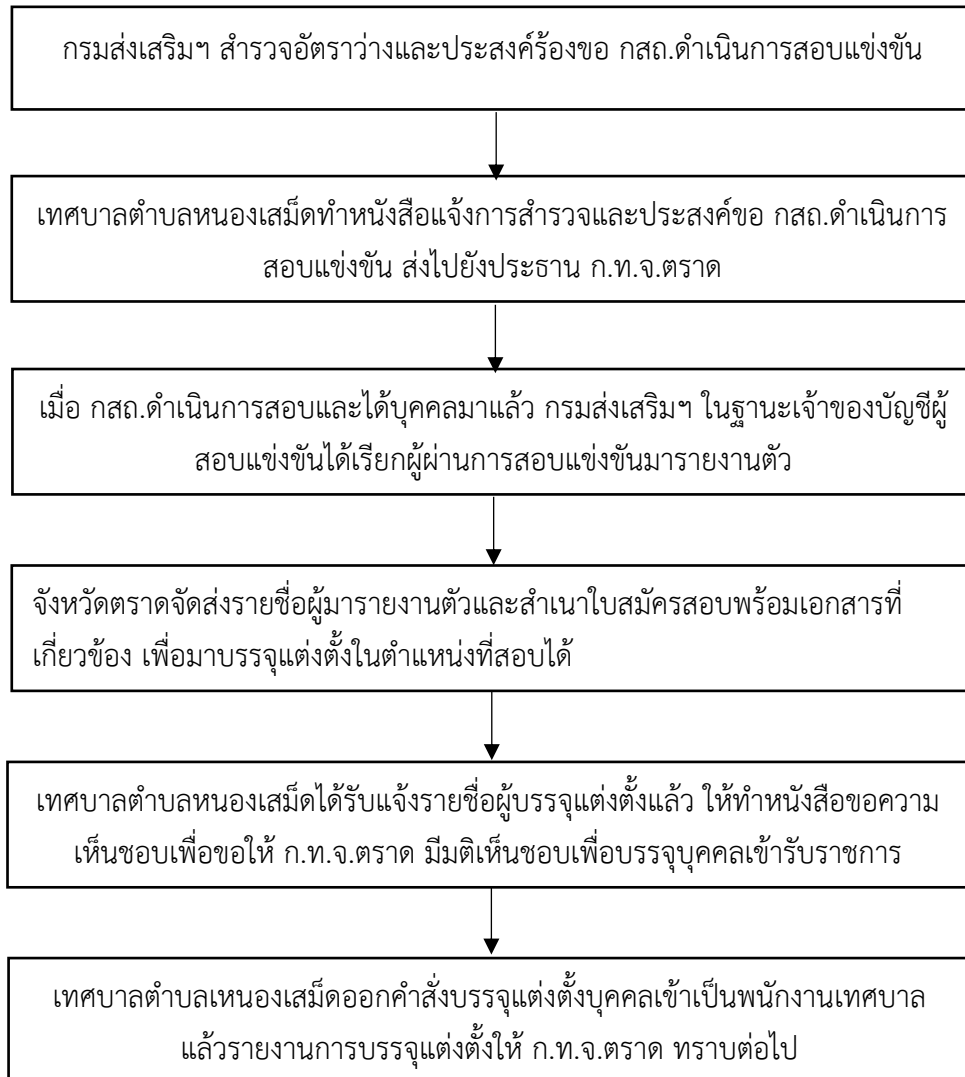 กรมส่งเสริมฯ สำรวจอัตราว่างและประสงค์ร้องขอ กสถ.ดำเนินการสอบแข่งขัน
เทศบาลตำบลหนองเสม็ดทำหนังสือแจ้งการสำรวจและประสงค์ขอ กสถ.ดำเนินการ
สอบแข่งขัน ส่งไปยังประธาน ก.ท.จ.ตราด
เมื่อ กสถ.ดำเนินการสอบและได้บุคคลมาแล้ว กรมส่งเสริมฯ ในฐานะเจ้าของบัญชีผู้
สอบแข่งขันได้เรียกผู้ผ่านการสอบแข่งขันมารายงานตัว
จังหวัดตราดจัดส่งรายชื่อผู้มารายงานตัวและสำเนาใบสมัครสอบพร้อมเอกสารที่
เกี่ยวข้อง เพื่อมาบรรจุแต่งตั้งในตำแหน่งที่สอบได้
เทศบาลตำบลหนองเสม็ดได้รับแจ้งรายชื่อผู้บรรจุแต่งตั้งแล้ว ให้ทำหนังสือขอความ
เห็นชอบเพื่อขอให้ ก.ท.จ.ตราด มีมติเห็นชอบเพื่อบรรจุบุคคลเข้ารับราชการ
เทศบาลตำบลเหนองเสม็ดออกคำสั่งบรรจุแต่งตั้งบุคคลเข้าเป็นพนักงานเทศบาล
แล้วรายงานการบรรจุแต่งตั้งให้ ก.ท.จ.ตราด ทราบต่อไป